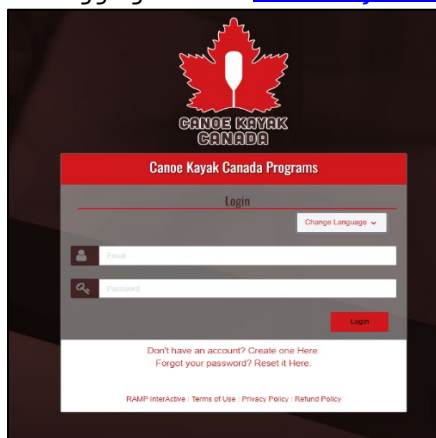 CANOE KAYAK
CANADA
Canoe Kayak Canada Programs
Login
Change Language
Email
Password
Login
Don't have an account? Create one Here.
Forgot your password? Reset it Here.
RAMP InterActive | Terms of Use | Privacy Policy | Refund Policy